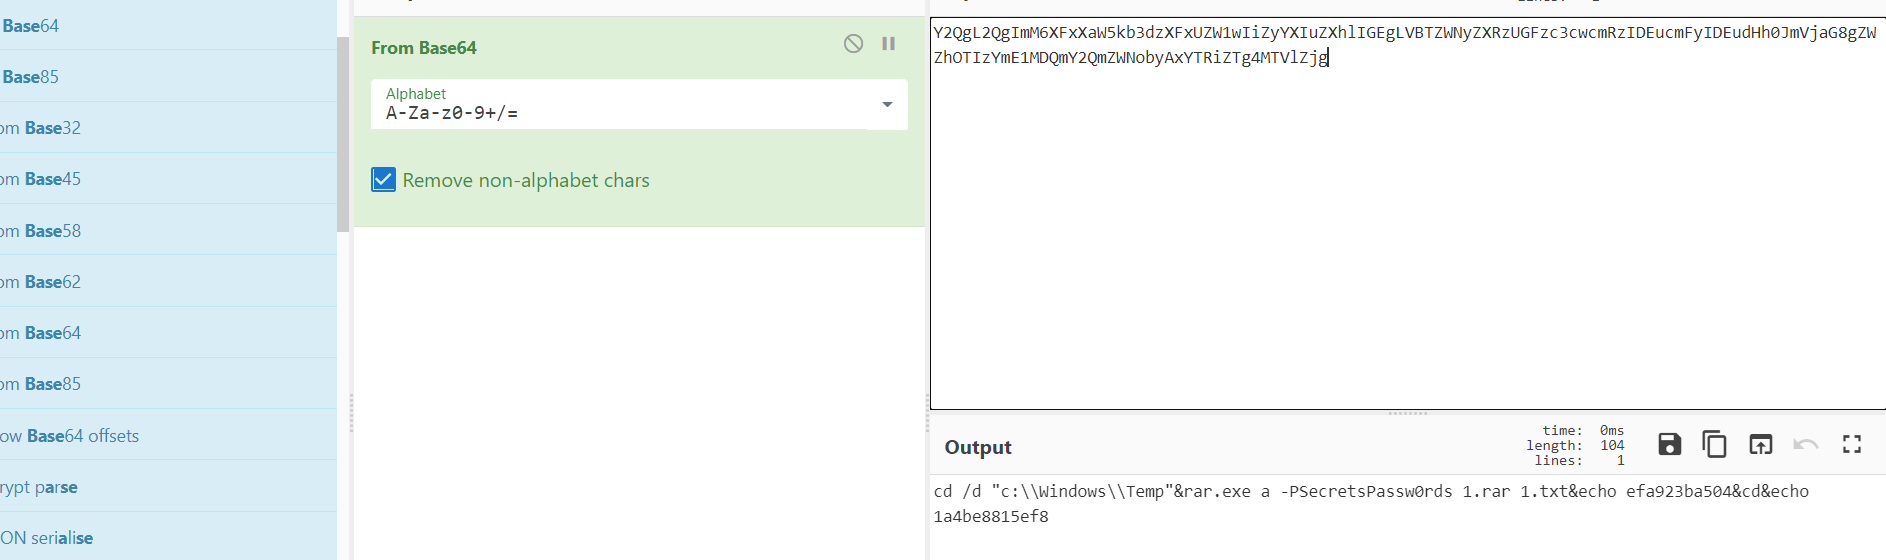 Base64
Base85
om Base32
om Base45
om Base58
om Base62
om Base64
om Base85
ow Base64 offsets
rypt parse
ON serialise
From Base64
Alphabet
A-Za-z0-9+/=
Remove non-alphabet chars
Y2QgL2QgImM6XFxXaW5kb3dzXFxUZW1wIiZyYXIuZXhlIGEgLVBTZWNyZXRzUGFzc3cwcmRzIDEucmFyIDEudHh0JmVjaG8gZW
ZhOTIzYmE1MDQmY2QmZWNobyAxYTRiZTg4MTVlZjg
Output
time: 0ms
length: 104
lines: 1
cd /d "c:\\Windows\\Temp"&rar.exe a -PSecretsPassw0rds 1.rar 1.txt&echo efa923ba504&cd&echo
1a4be8815ef8